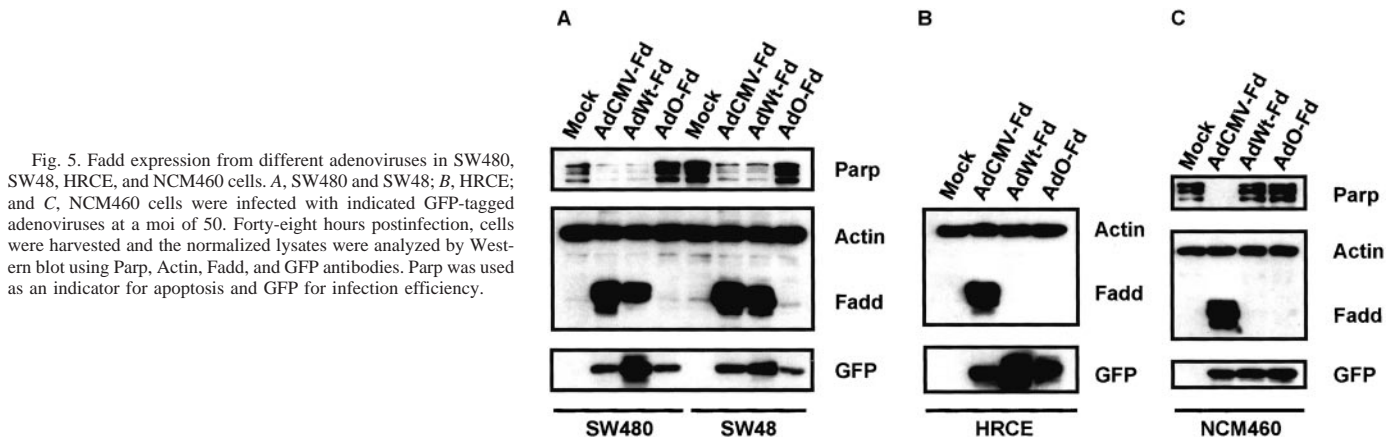 Fig. 5. Fadd expression from different adenoviruses in SW480,
SW48, HRCE, and NCM460 cells. A, SW480 and SW48; B, HRCE;
and C, NCM460 cells were infected with indicated GFP-tagged
adenoviruses at a moi of 50. Forty-eight hours postinfection, cells
were harvested and the normalized lysates were analyzed by West-
ern blot using Parp, Actin, Fadd, and GFP antibodies. Parp was used
as an indicator for apoptosis and GFP for infection efficiency.
A
Mock AdCMV-Fd AdWt-Fd AdO-Fd Mock AdCMV-Fd AdWt-Fd AdO-Fd
Parp
Actin
Fadd
GFP
SW480 SW48
B
Mock AdCMV-Fd AdWt-Fd AdO-Fd
Actin
Fadd
GFP
HRCE
C
Mock AdCMV-Fd AdWt-Fd AdO-Fd
Parp
Actin
Fadd
GFP
NCM460